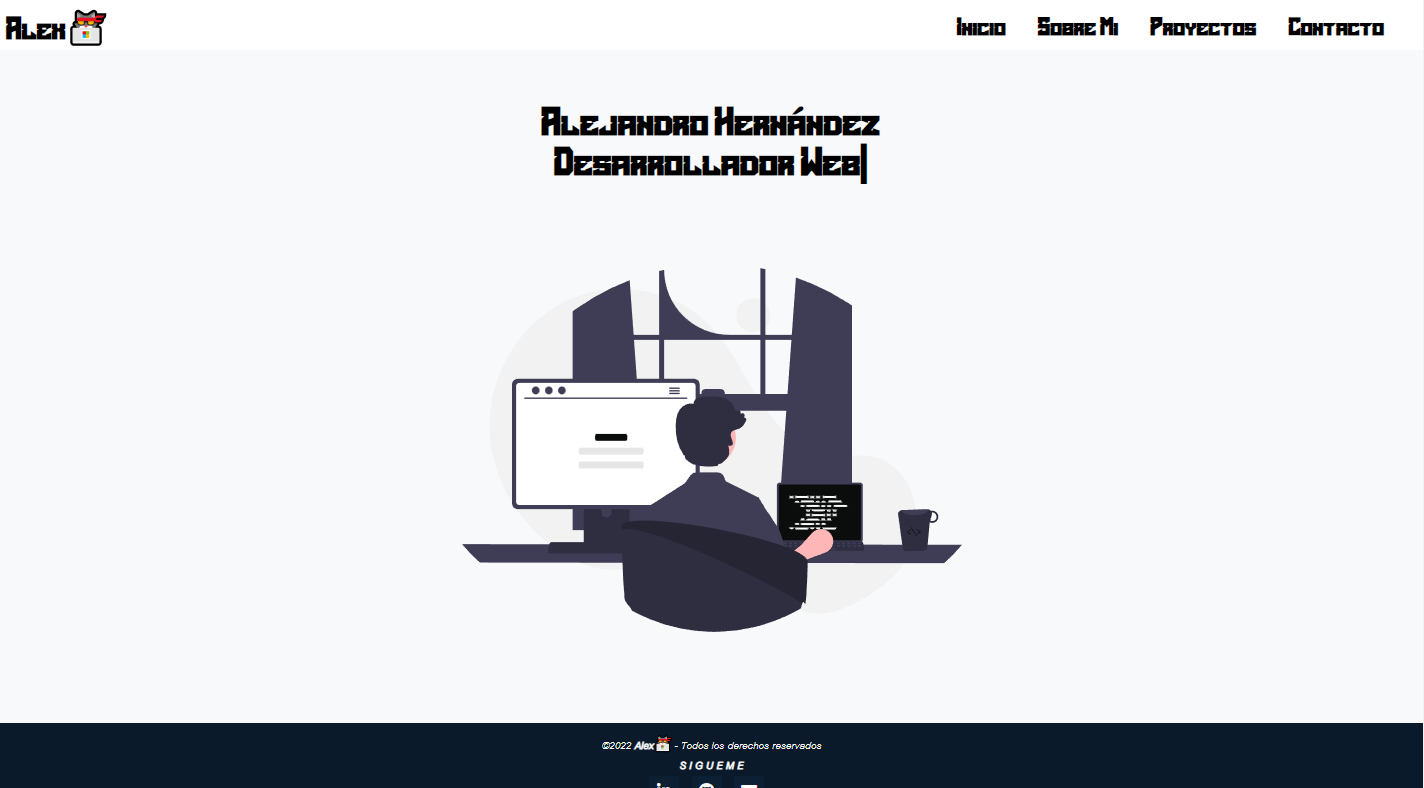 Alex
Inicio Sobre Mi Proyectos Contacto
Alejandro Hernández
Desarrollador Web|
©2022 Alex - Todos los derechos reservados
SIGUEME